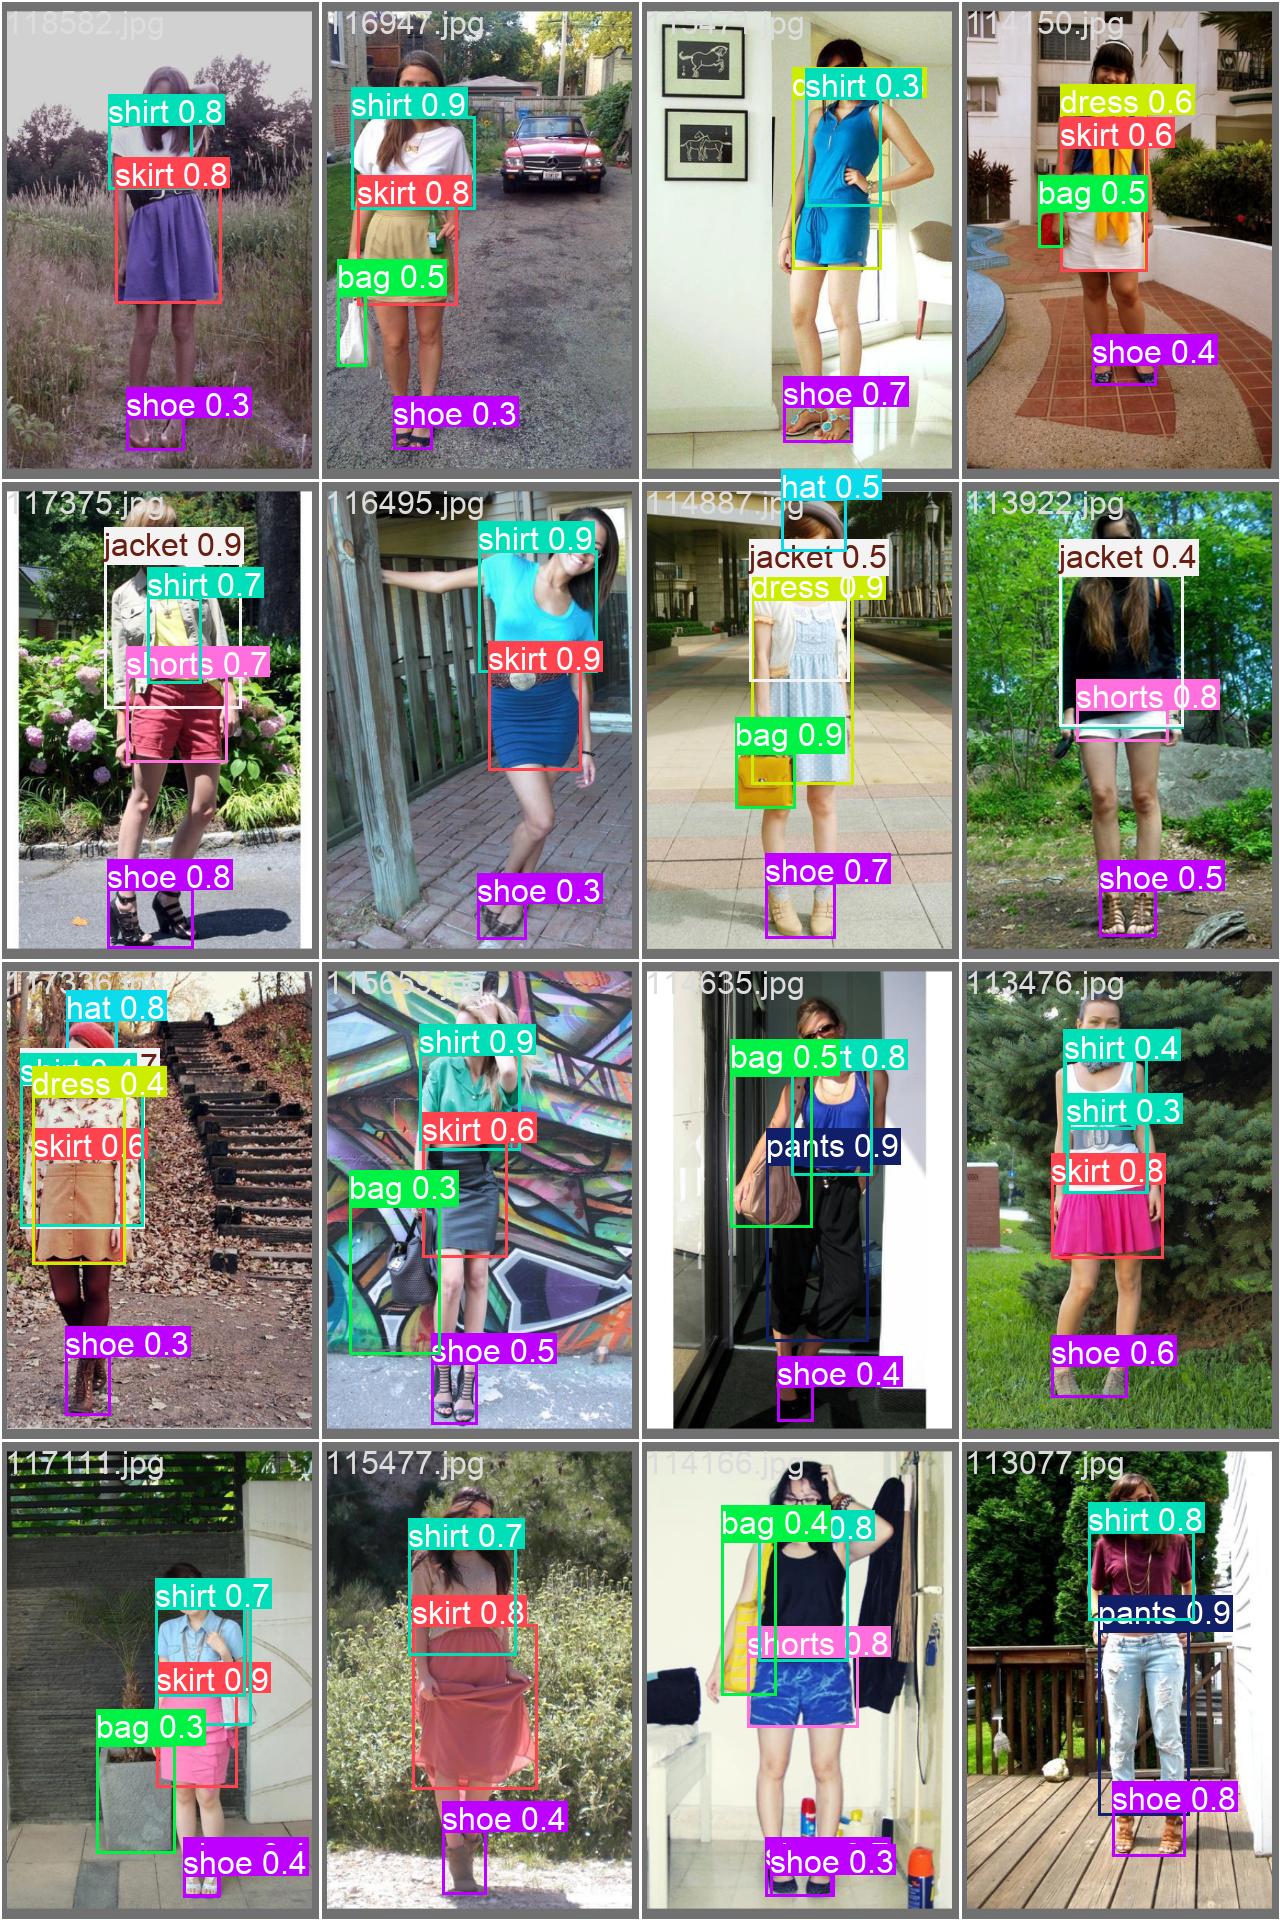 118582.jpg
shirt 0.8
skirt 0.8
shoe 0.3
116947.jpg
shirt 0.9
skirt 0.8
bag 0.5
shoe 0.3
115471.jpg
shirt 0.3
shoe 0.7
114150.jpg
dress 0.6
skirt 0.6
bag 0.5
shoe 0.4
117375.jpg
jacket 0.9
shirt 0.7
shorts 0.7
shoe 0.8
116495.jpg
shirt 0.9
skirt 0.9
shoe 0.3
114887.jpg
hat 0.5
jacket 0.5
dress 0.9
bag 0.9
shoe 0.7
113922.jpg
jacket 0.4
shorts 0.8
shoe 0.5
117336.jpg
hat 0.8
dress 0.4
skirt 0.6
shoe 0.3
115659.jpg
shirt 0.9
skirt 0.6
bag 0.3
shoe 0.5
114635.jpg
bag 0.5
t 0.8
pants 0.9
shoe 0.4
113476.jpg
shirt 0.4
shirt 0.3
skirt 0.8
shoe 0.6
117111.jpg
shirt 0.7
skirt 0.9
bag 0.3
shoe 0.4
115477.jpg
shirt 0.7
skirt 0.8
shoe 0.4
114166.jpg
bag 0.4
0.8
shorts 0.8
shoe 0.3
113077.jpg
shirt 0.8
pants 0.9
shoe 0.8